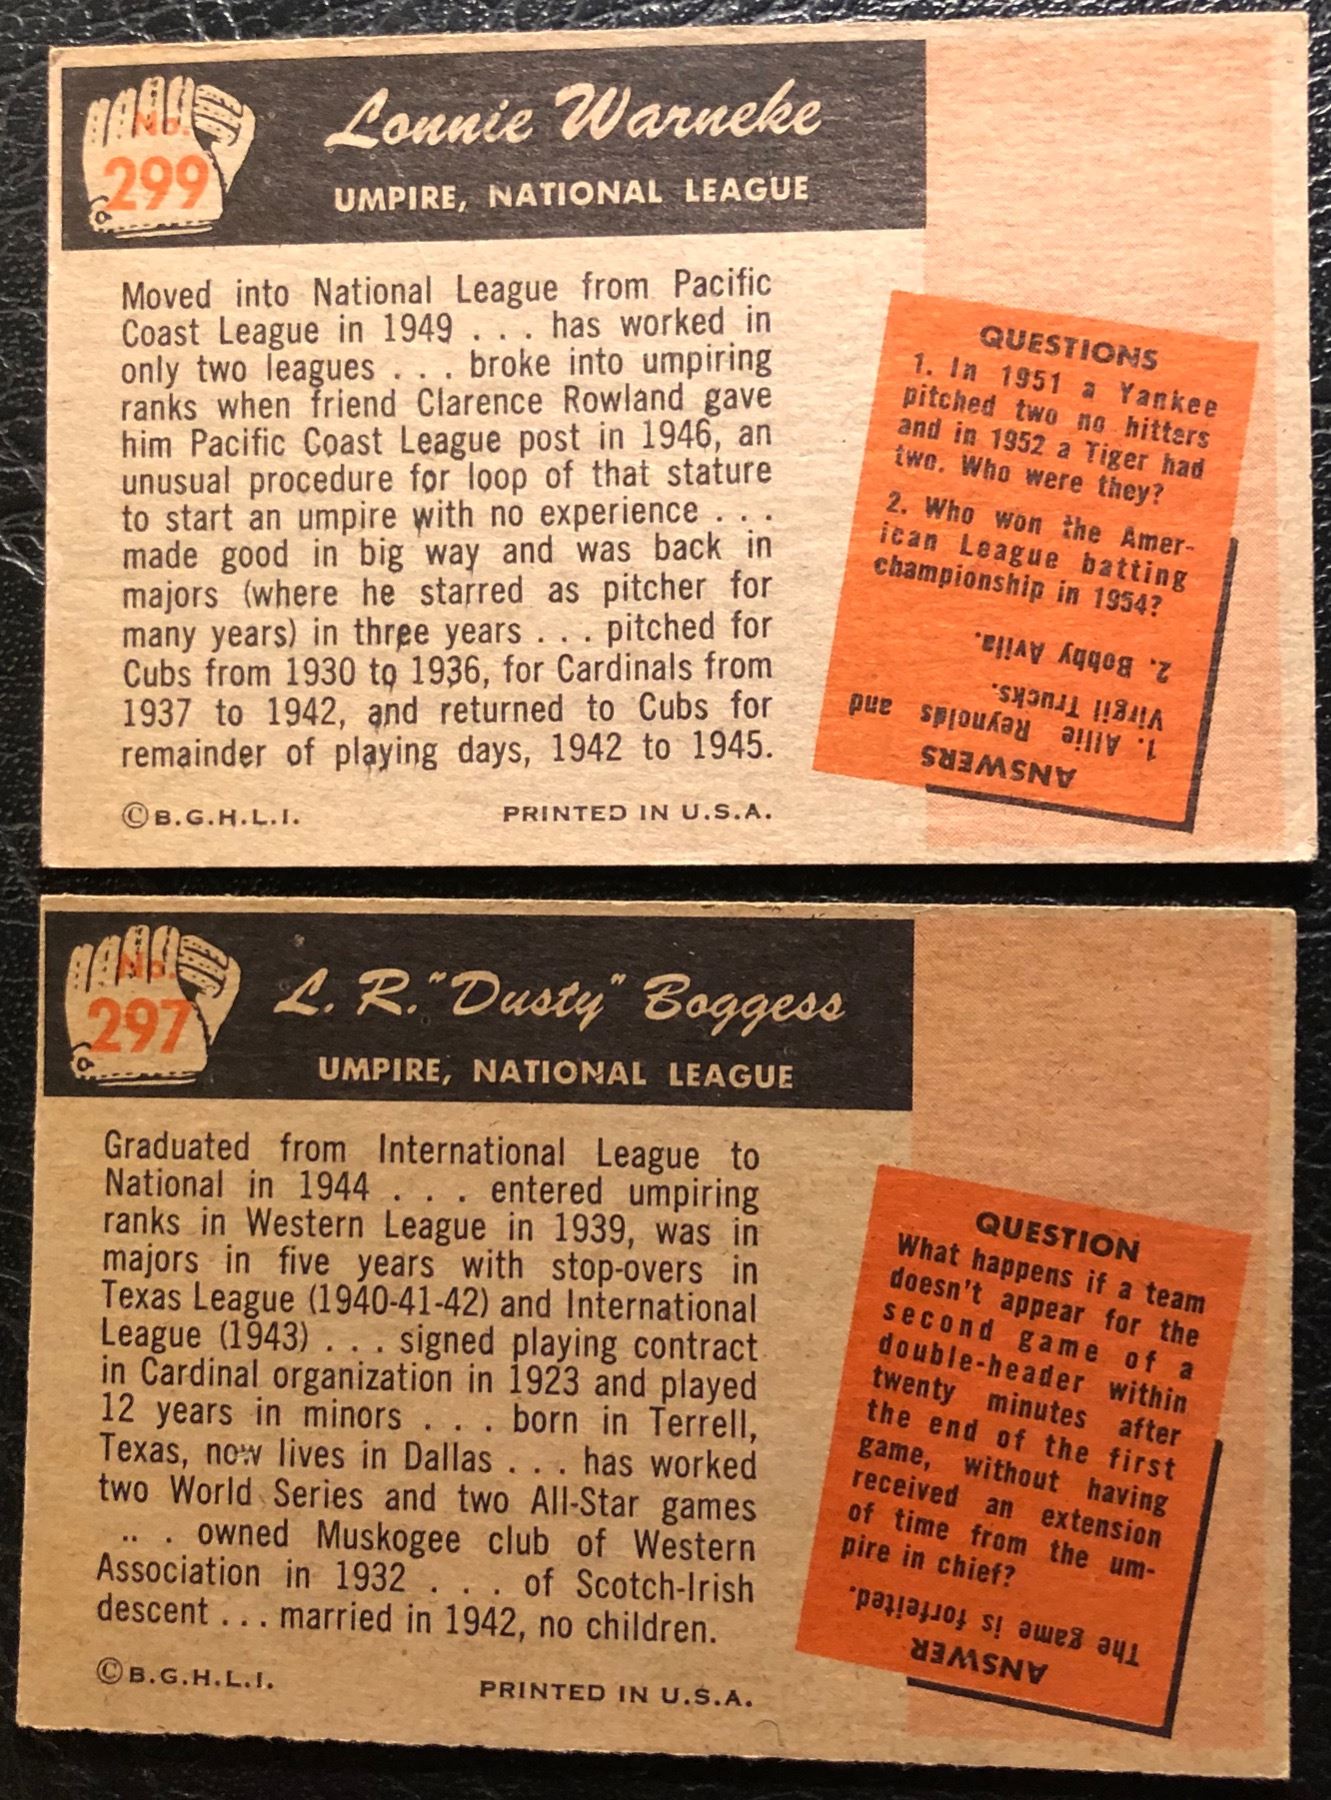 No.
299
Lonnie Warneke
UMPIRE, NATIONAL LEAGUE
Moved into National League from Pacific
Coast League in 1949 . . . has worked in
only two leagues . . . broke into umpiring
ranks when friend Clarence Rowland gave
him Pacific Coast League post in 1946, an
unusual procedure for loop of that stature
to start an umpire with no experience . . .
made good in big way and was back in
majors (where he starred as pitcher for
many years) in three years . . . pitched for
Cubs from 1930 to 1936, for Cardinals from
1937 to 1942, and returned to Cubs for
remainder of playing days, 1942 to 1945.
©B.G.H.L.I.
PRINTED IN U.S.A.
QUESTIONS
1. In 1951 a Yankee
pitched two no hitters
and in 1952 a Tiger had
two. Who were they?
2. Who won the Amer-
ican League batting
championship in 1954?
ANSWERS
1. Allie Reynolds and
Virgil Trucks.
2. Bobby Avila.
No.
297
L. R. "Dusty" Boggess
UMPIRE, NATIONAL LEAGUE
Graduated from International League to
National in 1944 . . . entered umpiring
ranks in Western League in 1939, was in
majors in five years with stop-overs in
Texas League (1940-41-42) and International
League (1943) . . . signed playing contract
in Cardinal organization in 1923 and played
12 years in minors . . . born in Terrell,
Texas, now lives in Dallas . . . has worked
two World Series and two All-Star games
. . . owned Muskogee club of Western
Association in 1932 . . . of Scotch-Irish
descent . . . married in 1942, no children.
©B.G.H.L.I.
PRINTED IN U.S.A.
QUESTION
What happens if a team
doesn't appear for the
second game of a
double-header within
twenty minutes after
the end of the first
game, without having
received an extension
of time from the um-
pire in chief?
ANSWER
The game is forfeited.